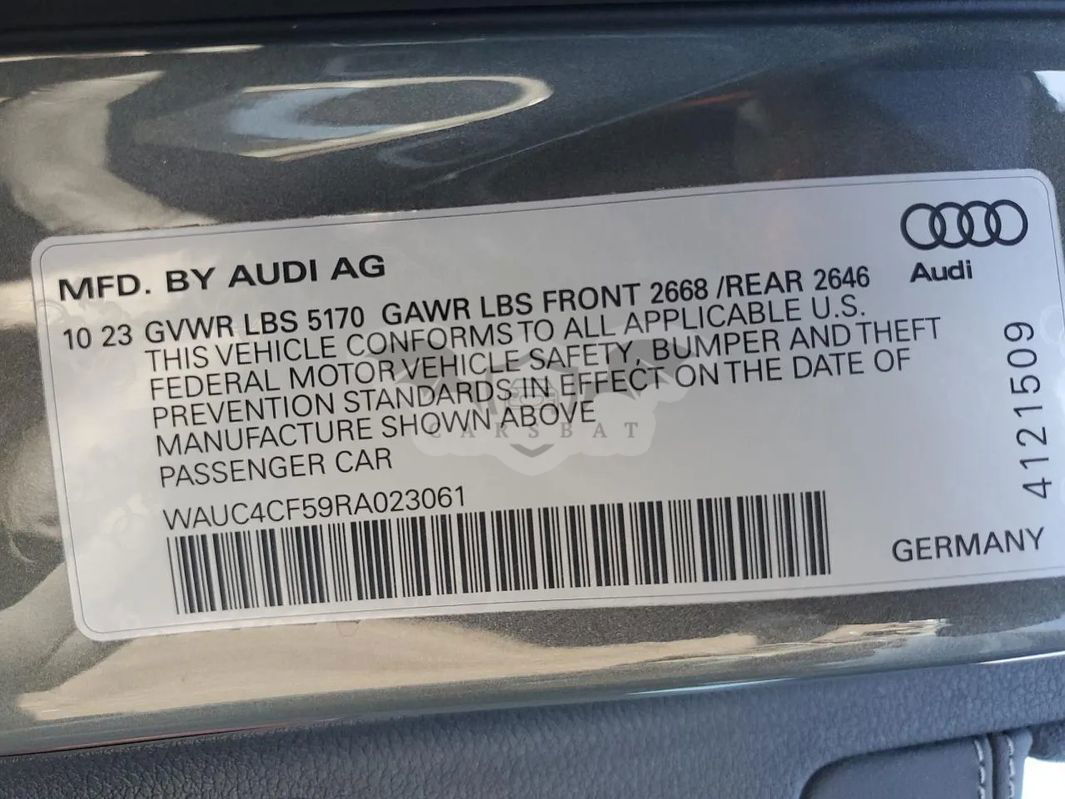 MFD. BY AUDI AG
Audi
10 23 GVWR LBS 5170 GAWR LBS FRONT 2668 /REAR 2646
THIS VEHICLE CONFORMS TO ALL APPLICABLE U.S.
FEDERAL MOTOR VEHICLE SAFETY, BUMPER AND THEFT
PREVENTION STANDARDS IN EFFECT ON THE DATE OF
MANUFACTURE SHOWN ABOVE
PASSENGER CAR
CARSBAT
WAUC4CF59RA023061
4121509
GERMANY